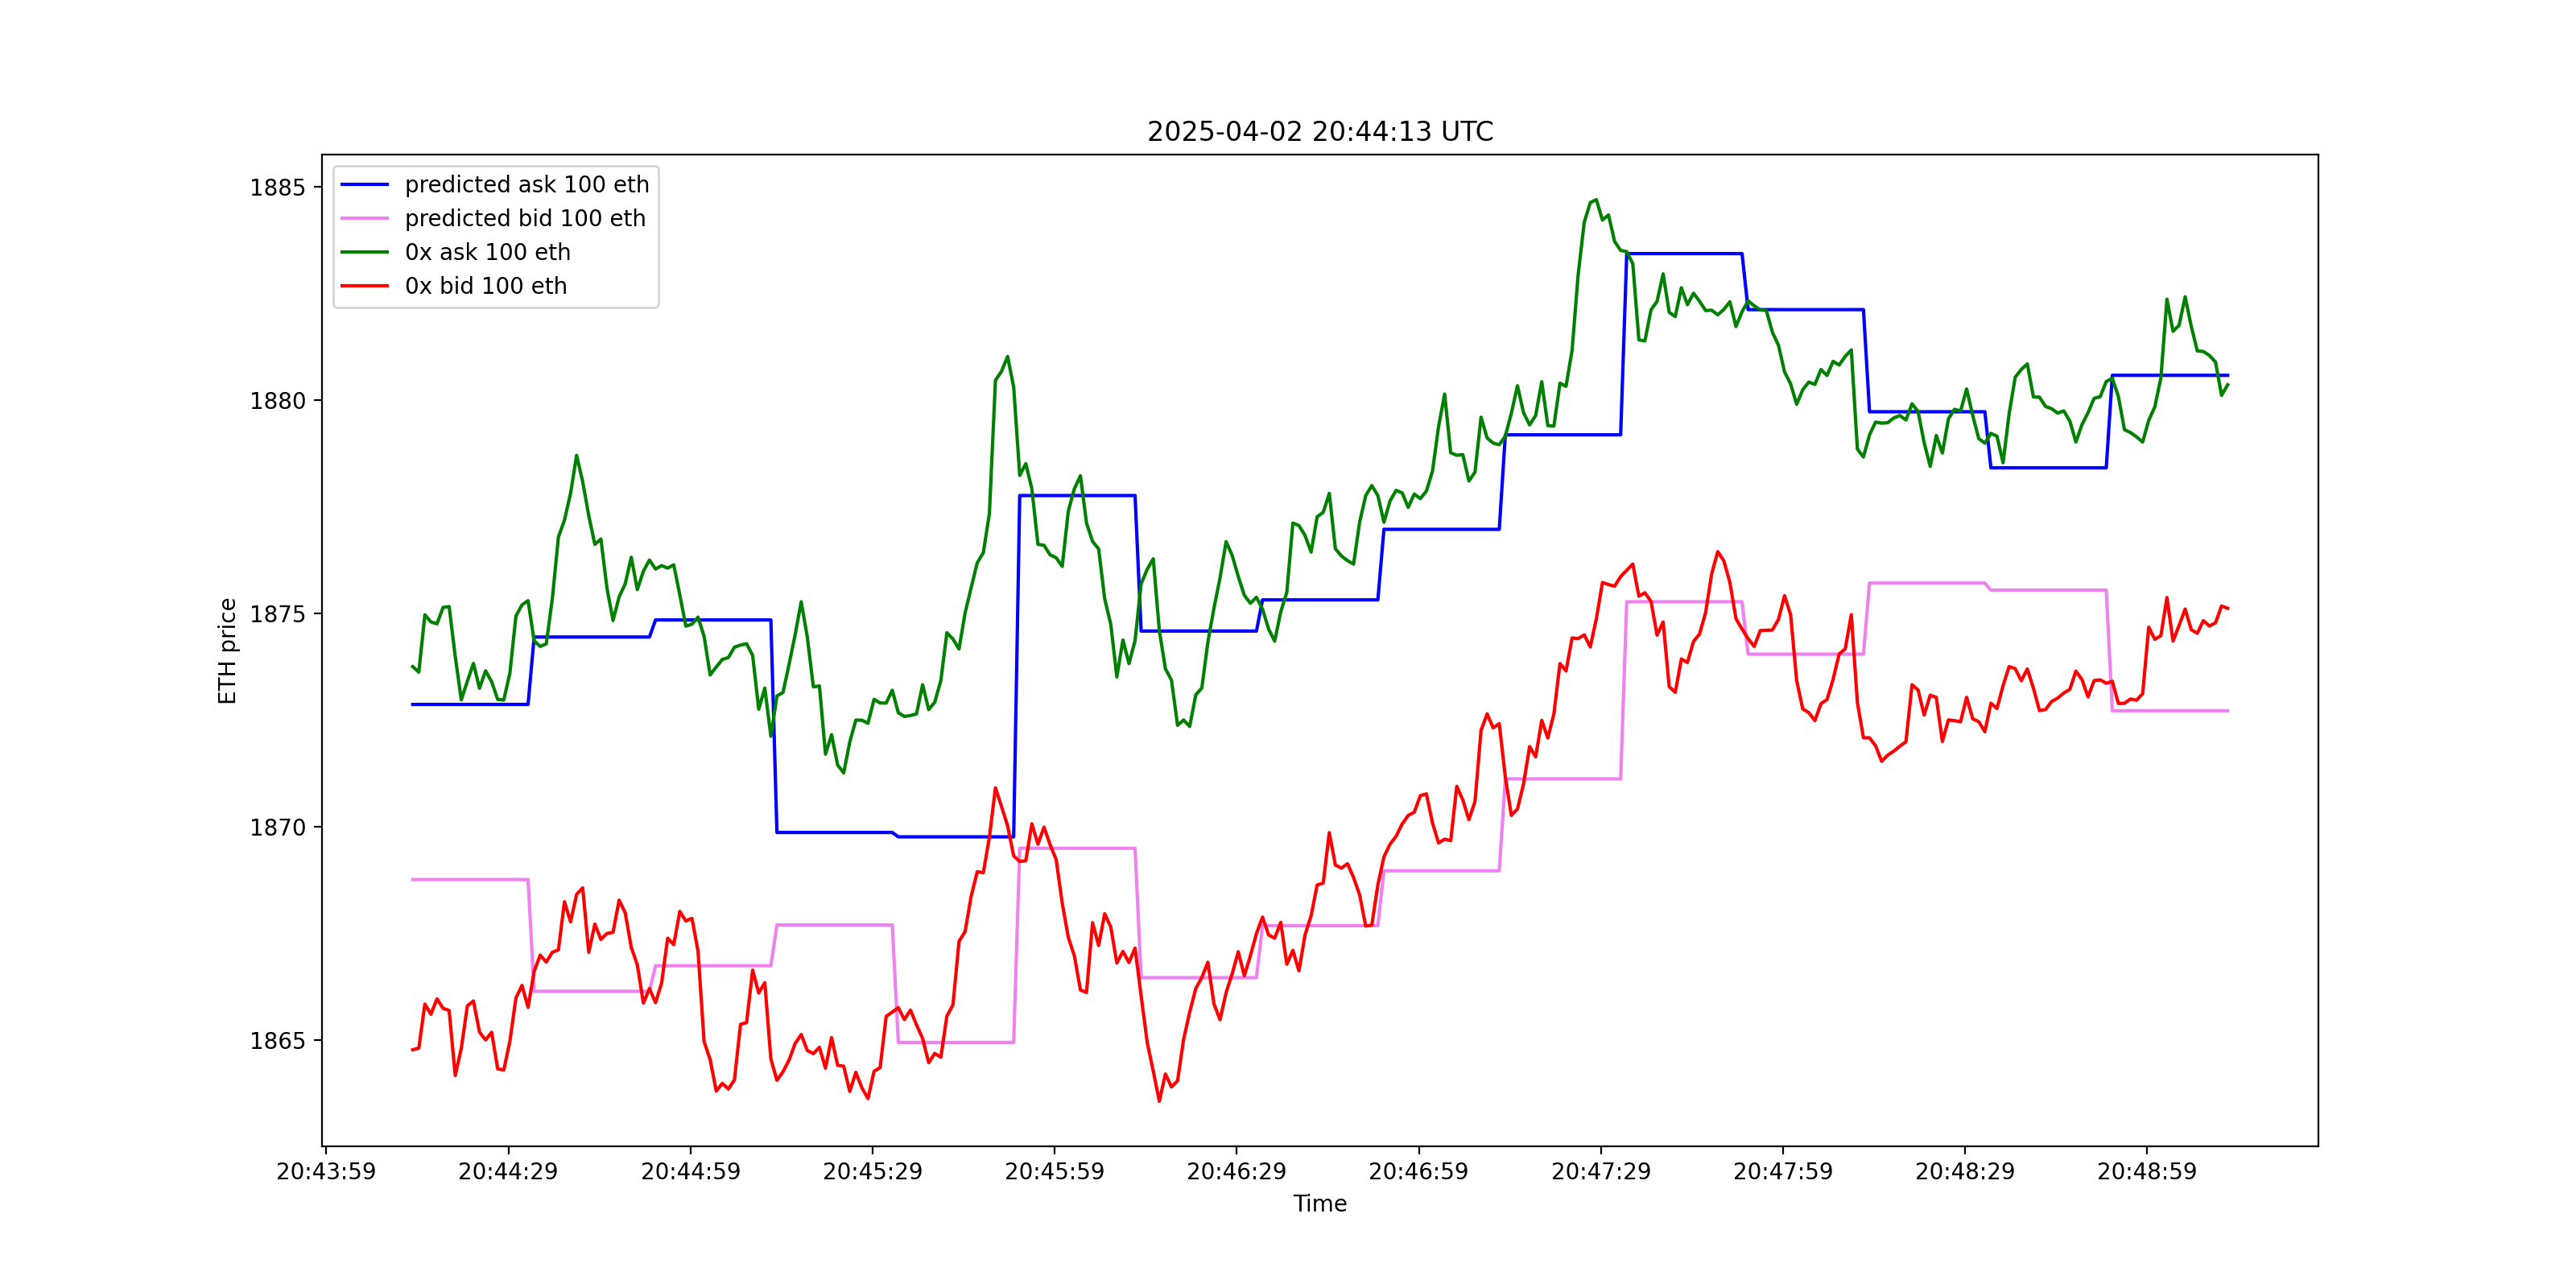 2025-04-02 20:44:13 UTC
predicted ask 100 eth
predicted bid 100 eth
0x ask 100 eth
0x bid 100 eth
1885
1880
1875
1870
1865
ETH price
20:43:59 20:44:29 20:44:59 20:45:29 20:45:59 20:46:29 20:46:59 20:47:29 20:47:59 20:48:29 20:48:59
Time